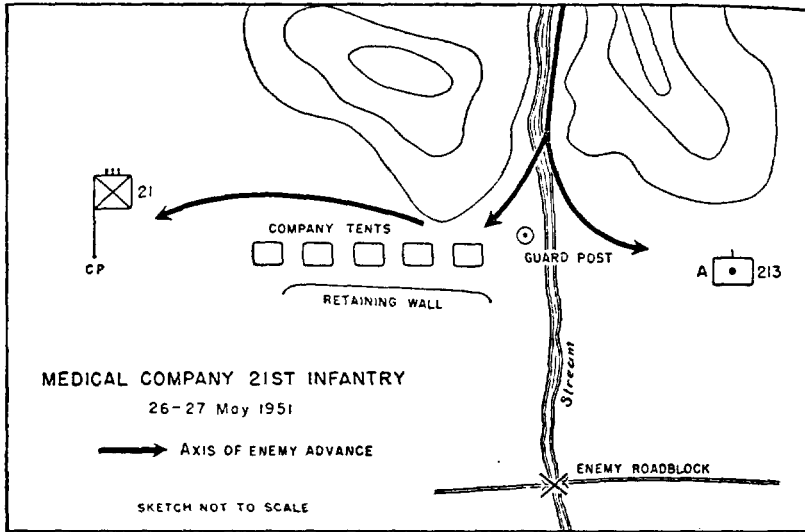 21
CP
COMPANY TENTS
RETAINING WALL
GUARD POST
A 213
Stream
MEDICAL COMPANY 21ST INFANTRY
26-27 May 1951
AXIS OF ENEMY ADVANCE
ENEMY ROADBLOCK
SKETCH NOT TO SCALE